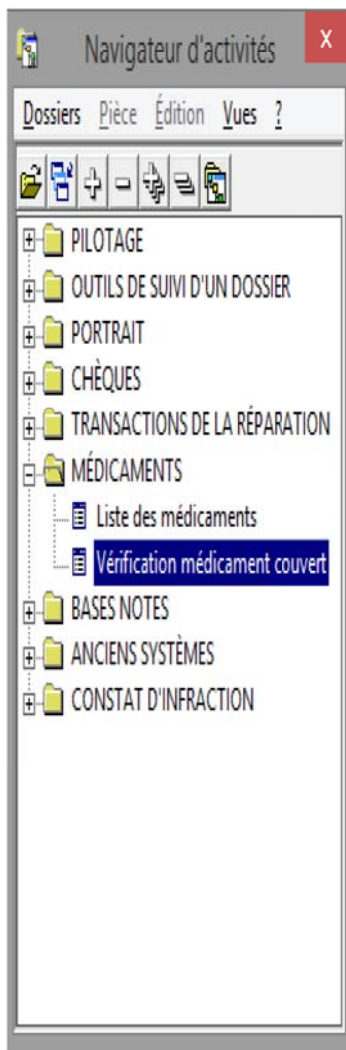 Navigateur d'activités
x
Dossiers Pièce Édition Vues ?
PILOTAGE
OUTILS DE SUIVI D'UN DOSSIER
PORTRAIT
CHÈQUES
TRANSACTIONS DE LA RÉPARATION
MÉDICAMENTS
Liste des médicaments
Vérification médicament couvert
BASES NOTES
ANCIENS SYSTÈMES
CONSTAT D'INFRACTION